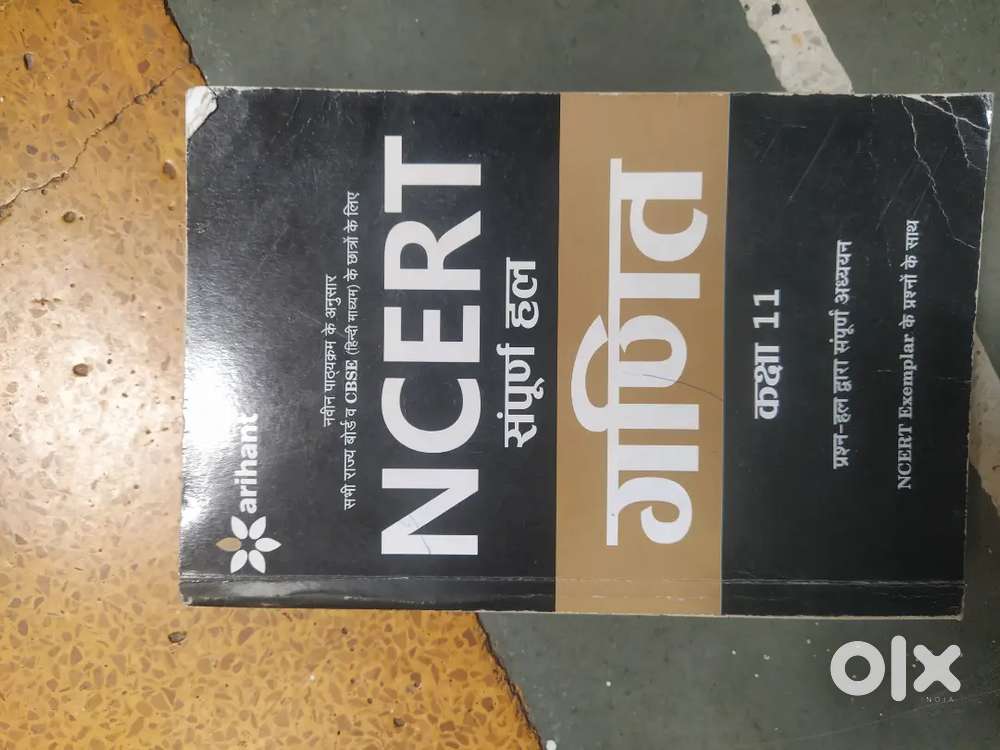 arihant
नवीन पाठ्यक्रम के अनुसार
सभी राज्य बोर्ड व CBSE (हिन्दी माध्यम) के छात्रों के लिए
NCERT
संपूर्ण हल
गणित
कक्षा 11
प्रश्न-हल द्वारा संपूर्ण अध्ययन
NCERT Exemplar के प्रश्नों के साथ
olx
NOIA